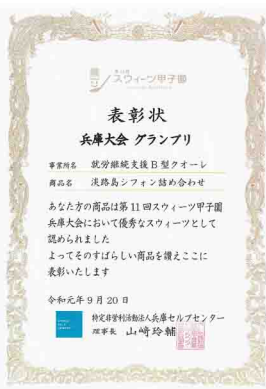 スウィーツ甲子園
表彰状
兵庫大会 グランプリ
事業所名 就労継続支援B型クオーレ
商品名 淡路島シフォン詰め合わせ
あなた方の商品は第11回スウィーツ甲子園
兵庫大会において優秀なスウィーツとして
認められました
よってそのすばらしい商品を讃えここに
表彰いたします
令和元年9月20日
特定非営利活動法人兵庫セルプセンター
理事長 山﨑玲輔